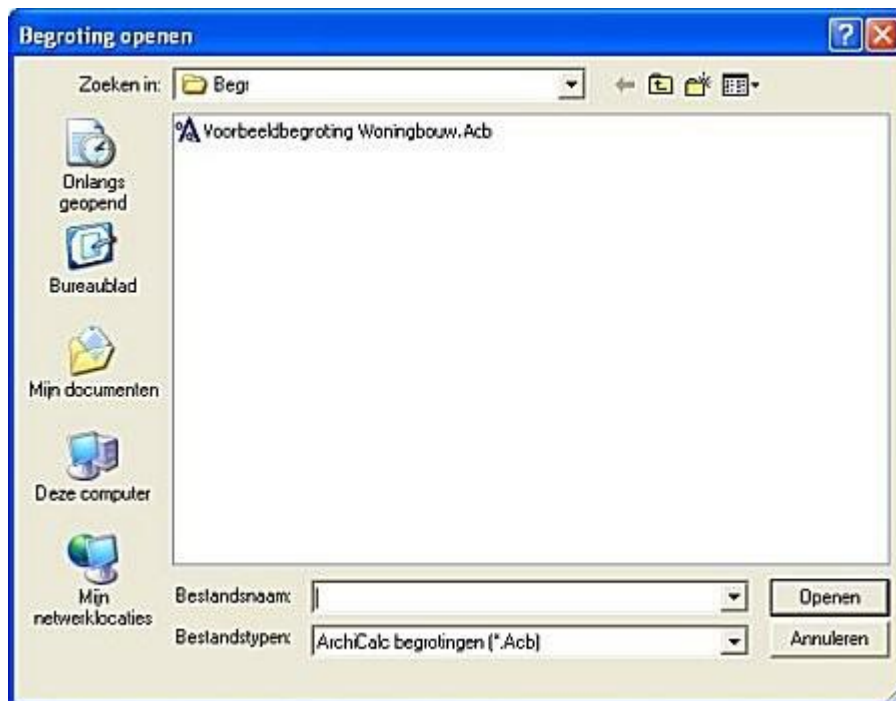 Begroting openen
Zoeken in: Begr
Voorbeeldbegroting Woningbouw.Acb
Onlangs
geopend
Bureaublad
Mijn documenten
Deze computer
Mijn
netwerklocaties
Bestandsnaam: Openen
Bestandstypen: ArchiCalc begrotingen (*.Acb) Annuleren